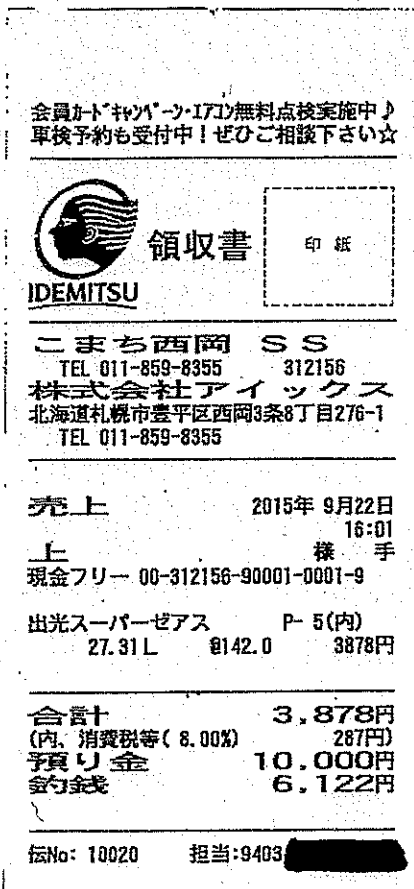 会員カードキャンペーン・エアコン無料点検実施中♪
車検予約も受付中！ぜひご相談下さい☆
領収書
印紙
IDEMITSU
こまち西岡 SS
TEL 011-859-8355 312156
株式会社アイックス
北海道札幌市豊平区西岡3条8丁目276-1
TEL 011-859-8355
売上 2015年 9月22日
16:01
上 様 手
現金フリー 00-312156-90001-0001-9
出光スーパーゼアス P- 5(内)
27.31L @142.0 3878円
合計 3,878円
(内、消費税等( 8.00%) 287円)
預り金 10,000円
釣銭 6,122円
伝No: 10020 担当:9403